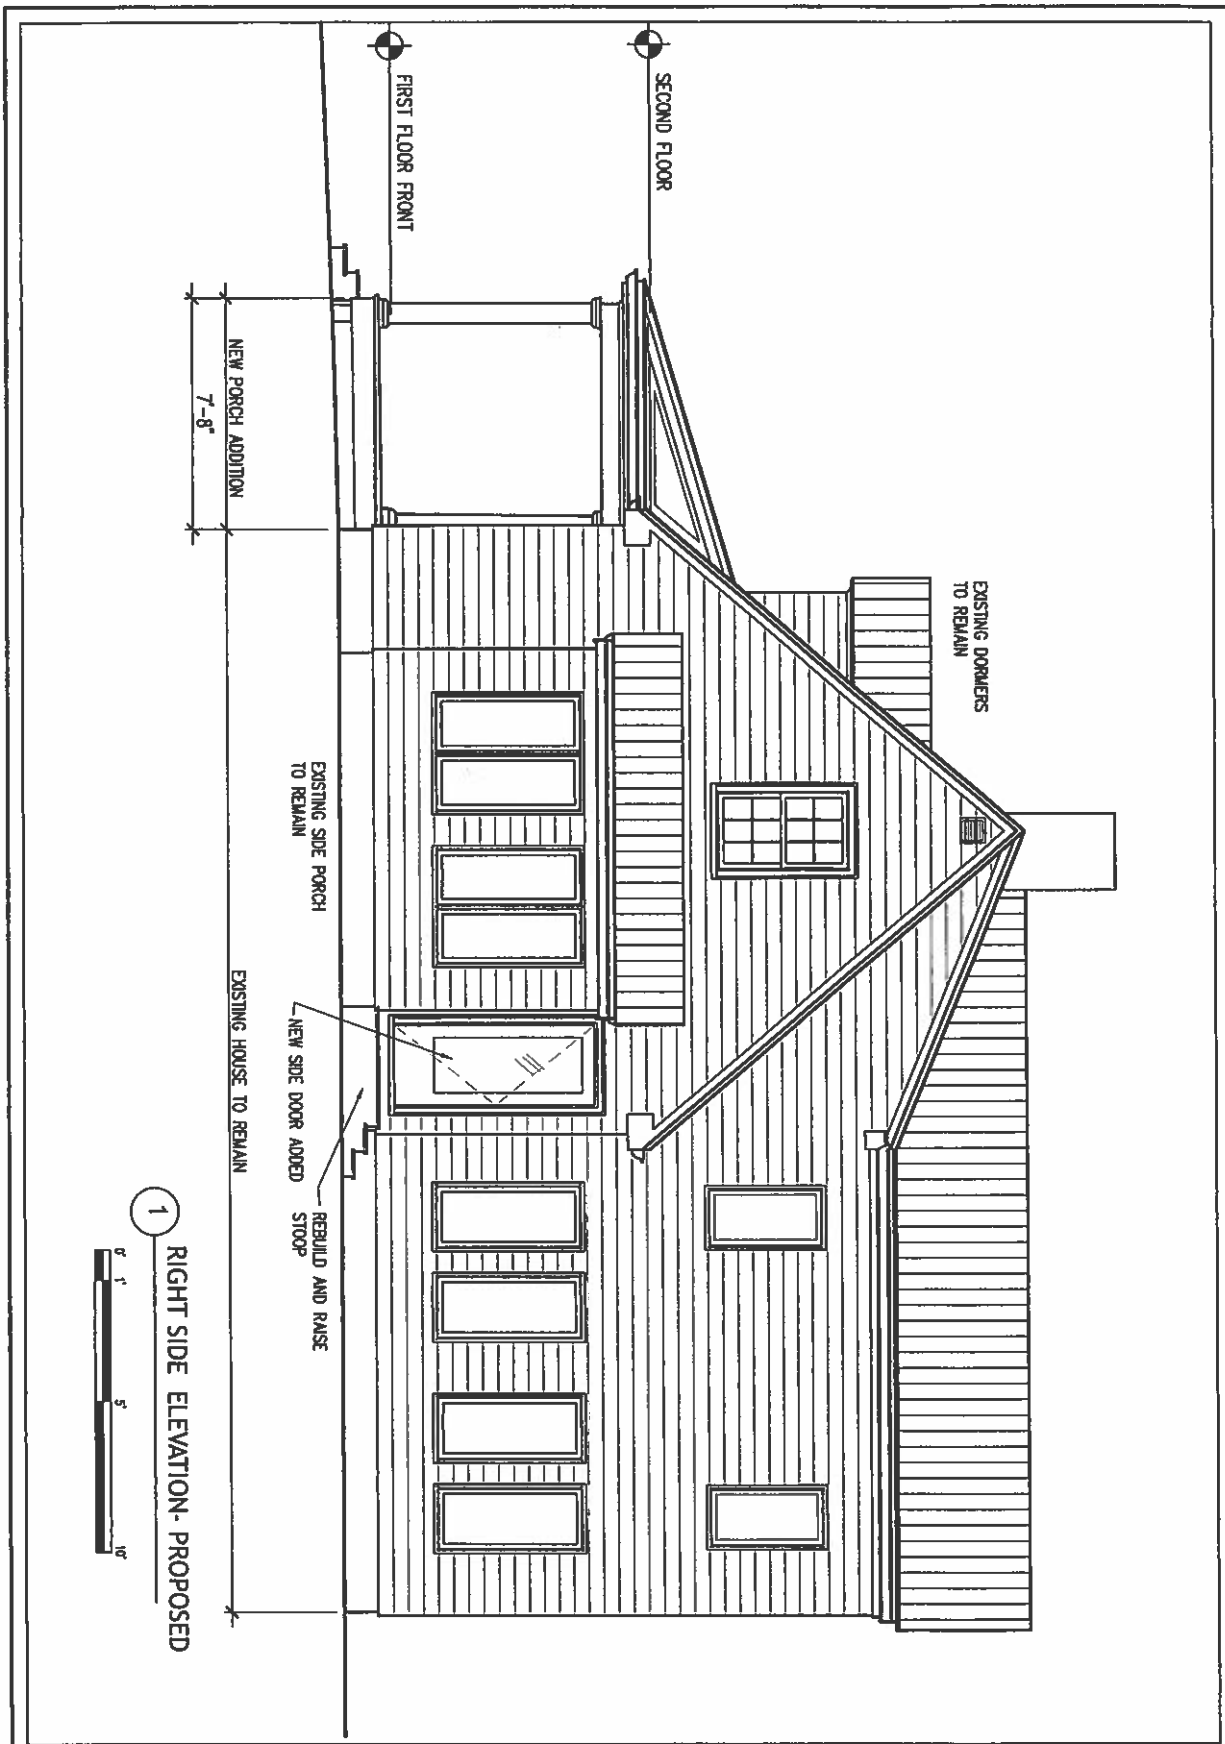 EXISTING DORMERS
TO REMAIN
SECOND FLOOR
FIRST FLOOR FRONT
EXISTING SIDE PORCH
TO REMAIN
NEW SIDE DOOR ADDED
REBUILD AND RAISE
STOOP
NEW PORCH ADDITION
7'-8"
EXISTING HOUSE TO REMAIN
1
RIGHT SIDE ELEVATION- PROPOSED
0' 1' 5' 10'